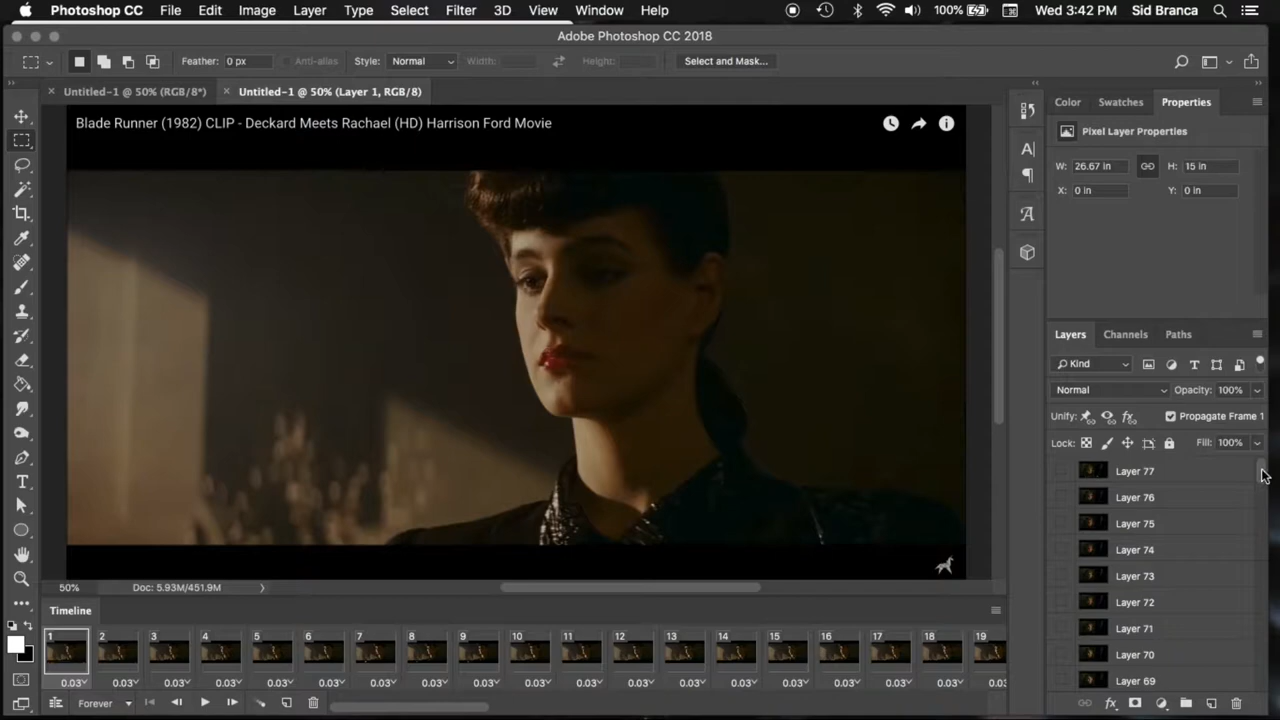 Photoshop CC File Edit Image Layer Type Select Filter 3D View Window Help 100% Wed 3:42 PM Sid Branca
Adobe Photoshop CC 2018
Feather: 0 px Anti-alias Style: Normal Width: Height: Select and Mask...
Untitled-1 @ 50% (RGB/8*) Untitled-1 @ 50% (Layer 1, RGB/8)
Blade Runner (1982) CLIP - Deckard Meets Rachael (HD) Harrison Ford Movie
Color Swatches Properties
Pixel Layer Properties
W: 26.67 in H: 15 in
X: 0 in Y: 0 in
Layers Channels Paths
Kind
Normal Opacity: 100%
Unify: Propagate Frame 1
Lock: Fill: 100%
Layer 77
Layer 76
Layer 75
Layer 74
Layer 73
Layer 72
Layer 71
Layer 70
Layer 69
50% Doc: 5.93M/451.9M
Timeline
1 2 3 4 5 6 7 8 9 10 11 12 13 14 15 16 17 18 19
0.03 0.03 0.03 0.03 0.03 0.03 0.03 0.03 0.03 0.03 0.03 0.03 0.03 0.03 0.03 0.03 0.03 0.03 0.03
Forever